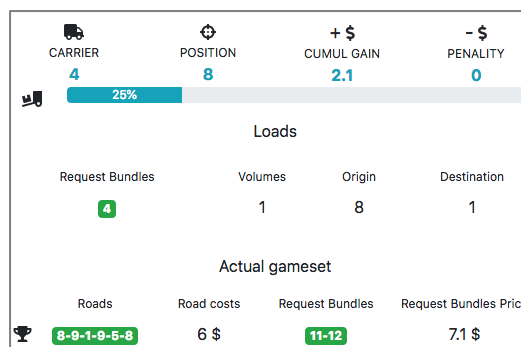 + $ - $
CARRIER POSITION CUMUL GAIN PENALITY
4 8 2.1 0
25%
Loads
Request Bundles Volumes Origin Destination
4 1 8 1
Actual gameset
Roads Road costs Request Bundles Request Bundles Pric
8-9-1-9-5-8 6 $ 11-12 7.1 $